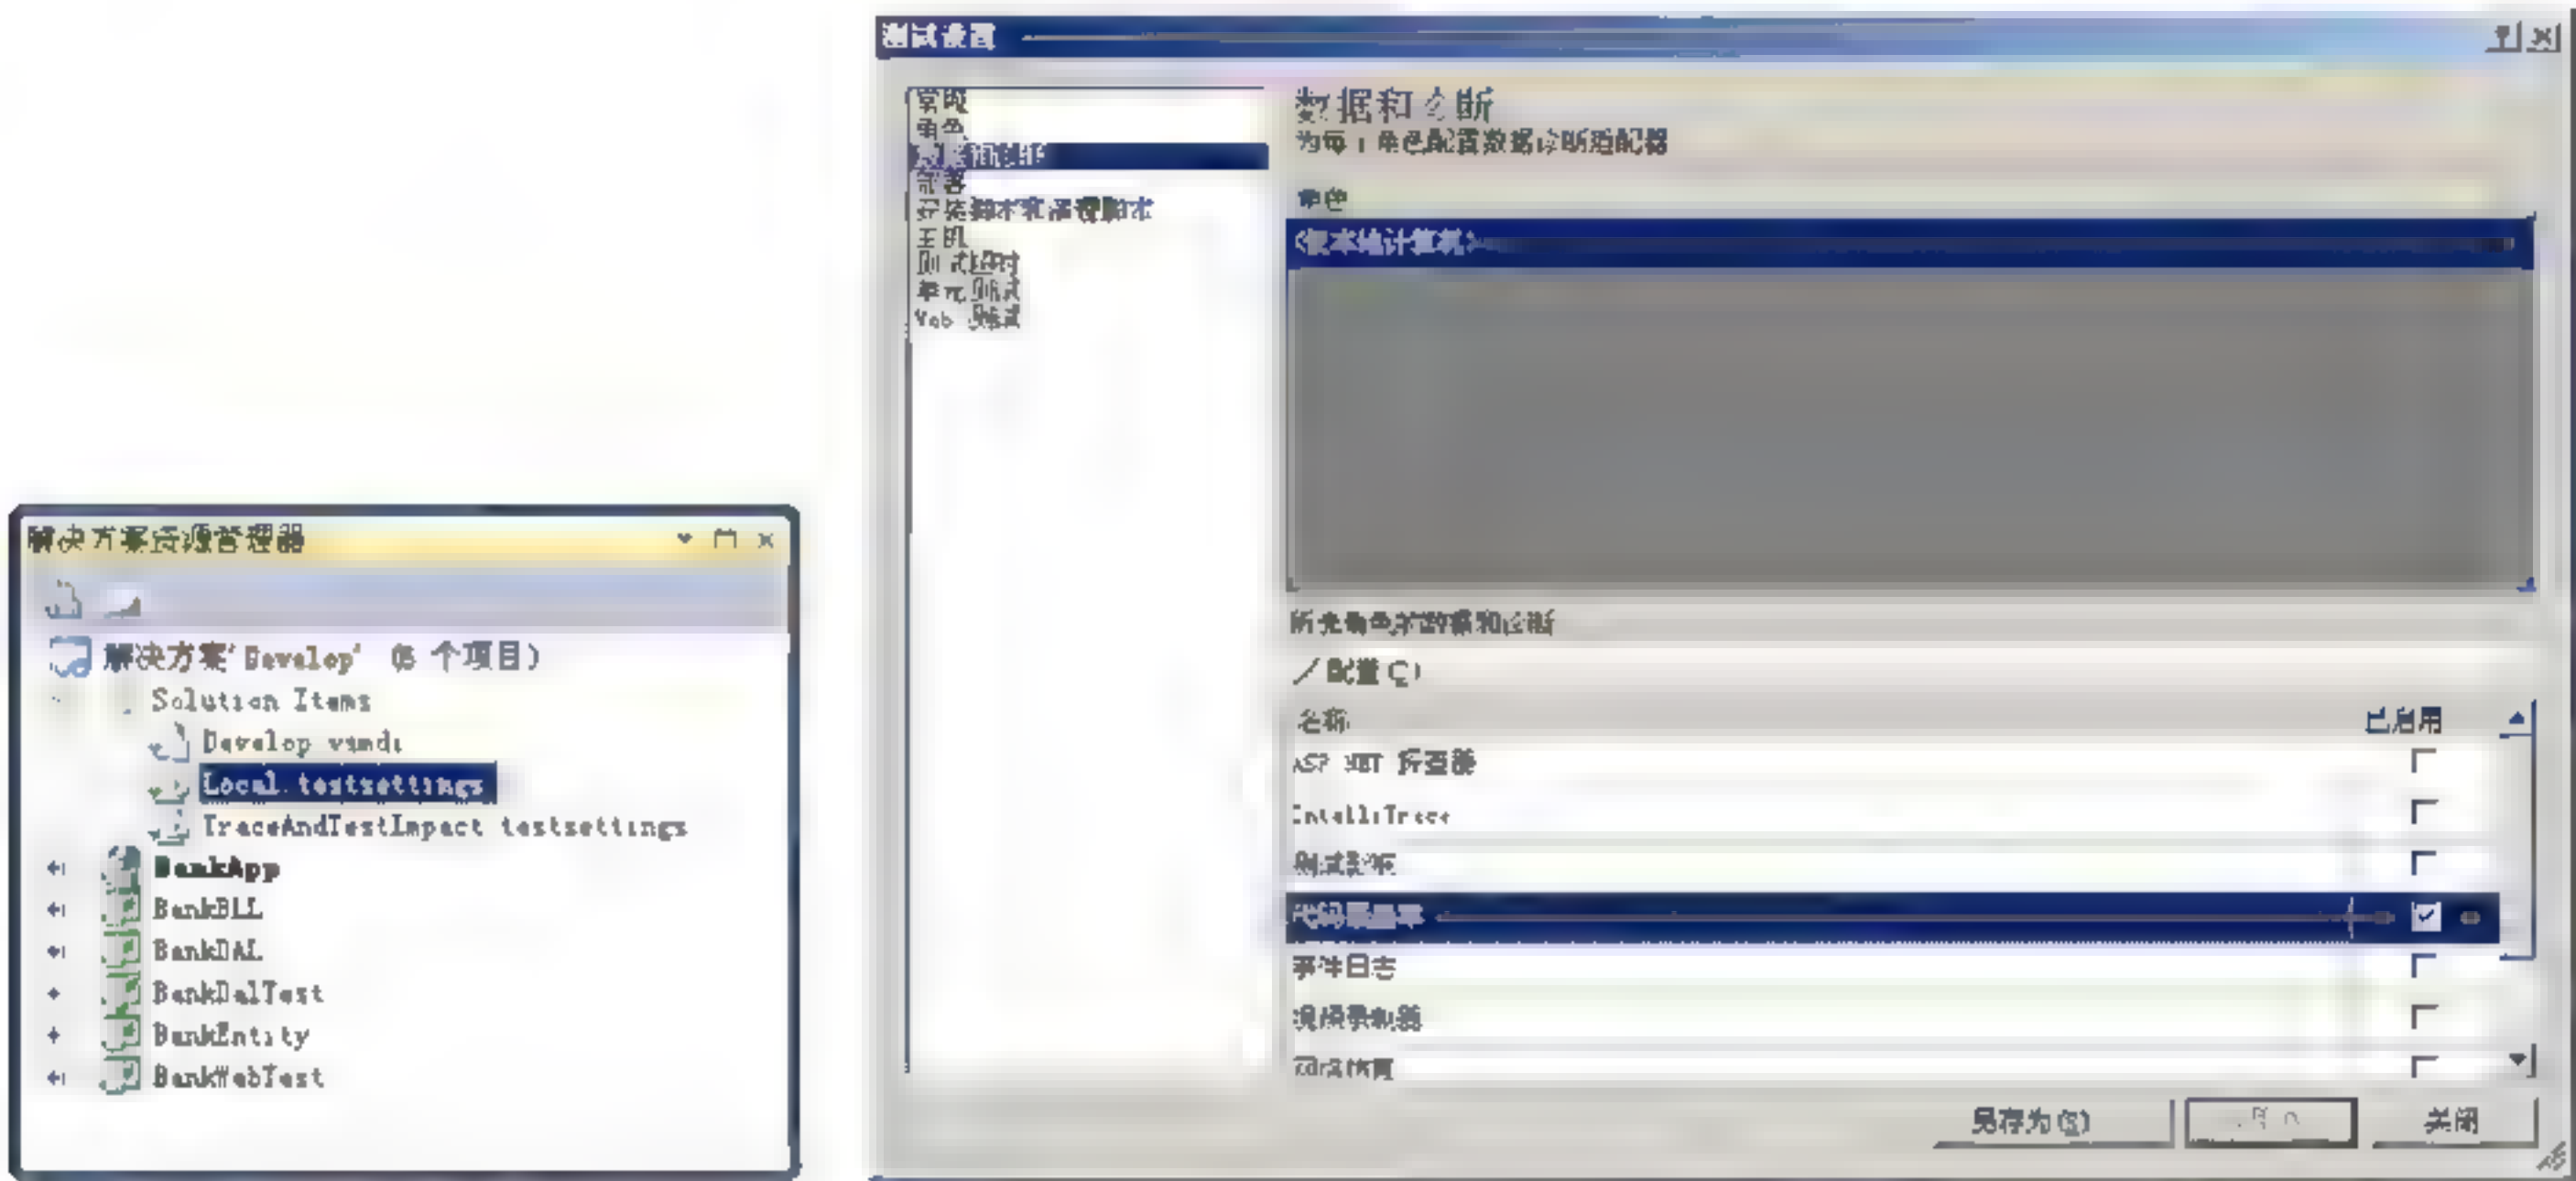 解决方案资源管理器
解决方案'Develop' (6 个项目)
Solution Items
Develop vsmdi
Local.testsettings
TraceAndTestImpact testsettings
BankApp
BankBLL
BankDAL
BankDalTest
BankEntity
BankWebTest
测试设置
常规
角色
数据和诊断
部署
安装脚本和清理脚本
主机
测试超时
单元测试
Web 测试
数据和诊断
为每个角色配置数据诊断适配器
角色
<仅本地计算机>
所选角色的数据和诊断
配置(C)
名称 已启用
ASP NET 探查器
IntelliTrace
测试影响
代码覆盖率
事件日志
视频录制器
网络仿真
另存为(S)
关闭